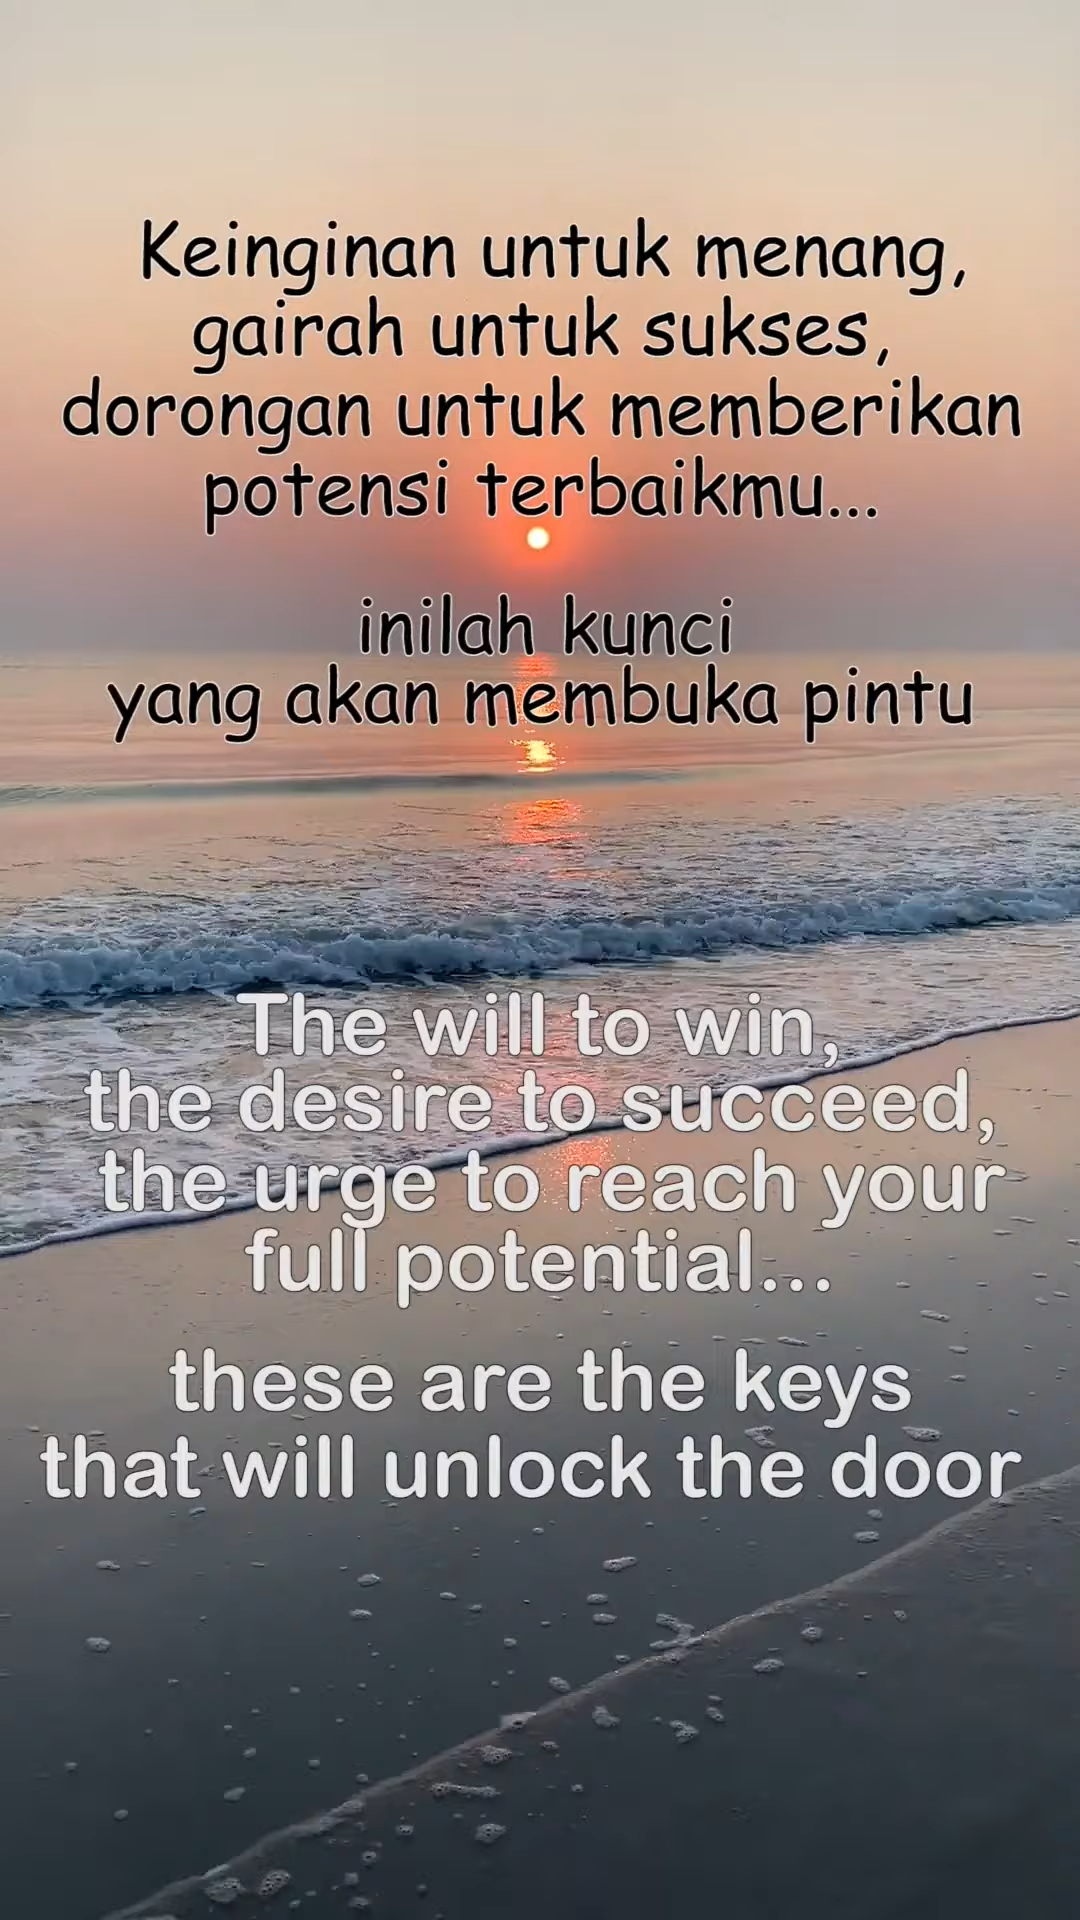 Keinginan untuk menang,
gairah untuk sukses,
dorongan untuk memberikan
potensi terbaikmu...
inilah kunci
yang akan membuka pintu
The will to win,
the desire to succeed,
the urge to reach your
full potential...
these are the keys
that will unlock the door